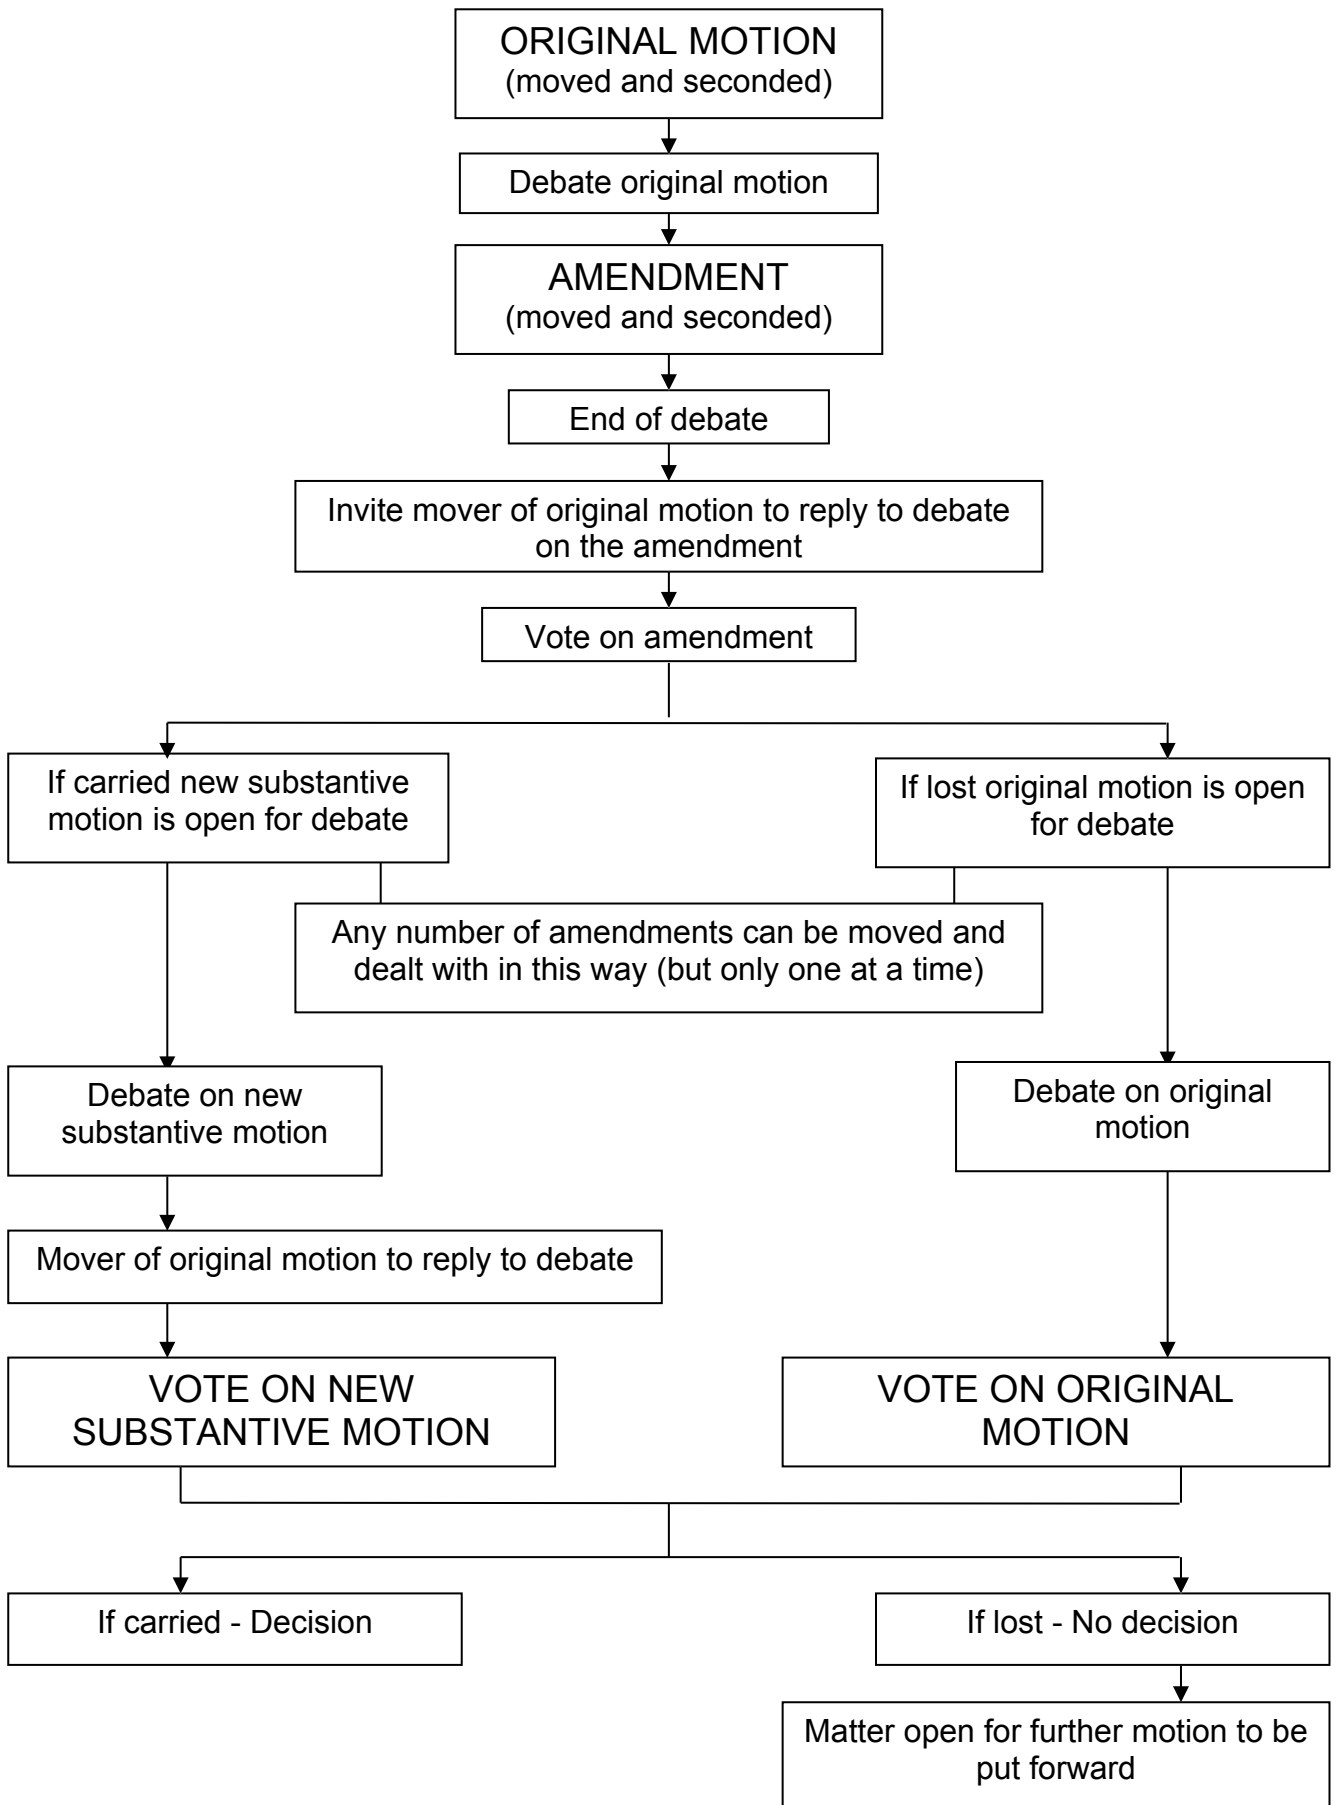 ORIGINAL MOTION
(moved and seconded)
Debate original motion
AMENDMENT
(moved and seconded)
End of debate
Invite mover of original motion to reply to debate
on the amendment
Vote on amendment
If carried new substantive
motion is open for debate
If lost original motion is open
for debate
Any number of amendments can be moved and
dealt with in this way (but only one at a time)
Debate on new
substantive motion
Debate on original
motion
Mover of original motion to reply to debate
VOTE ON NEW
SUBSTANTIVE MOTION
VOTE ON ORIGINAL
MOTION
If carried - Decision
If lost - No decision
Matter open for further motion to be
put forward